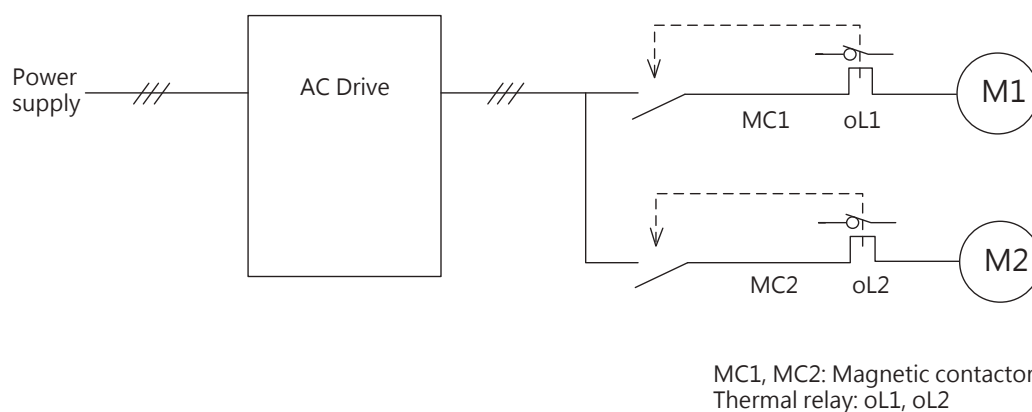 Power
supply
AC Drive
MC1
oL1
M1
MC2
oL2
M2
MC1, MC2: Magnetic contactor
Thermal relay: oL1, oL2